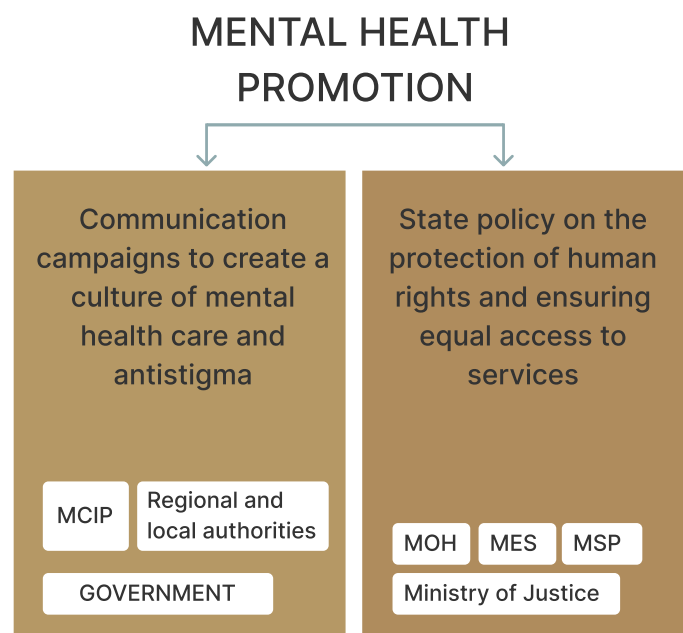 MENTAL HEALTH
PROMOTION
Communication
campaigns to create a
culture of mental
health care and
antistigma
MCIP
Regional and
local authorities
GOVERNMENT
State policy on the
protection of human
rights and ensuring
equal access to
services
MOH
MES
MSP
Ministry of Justice